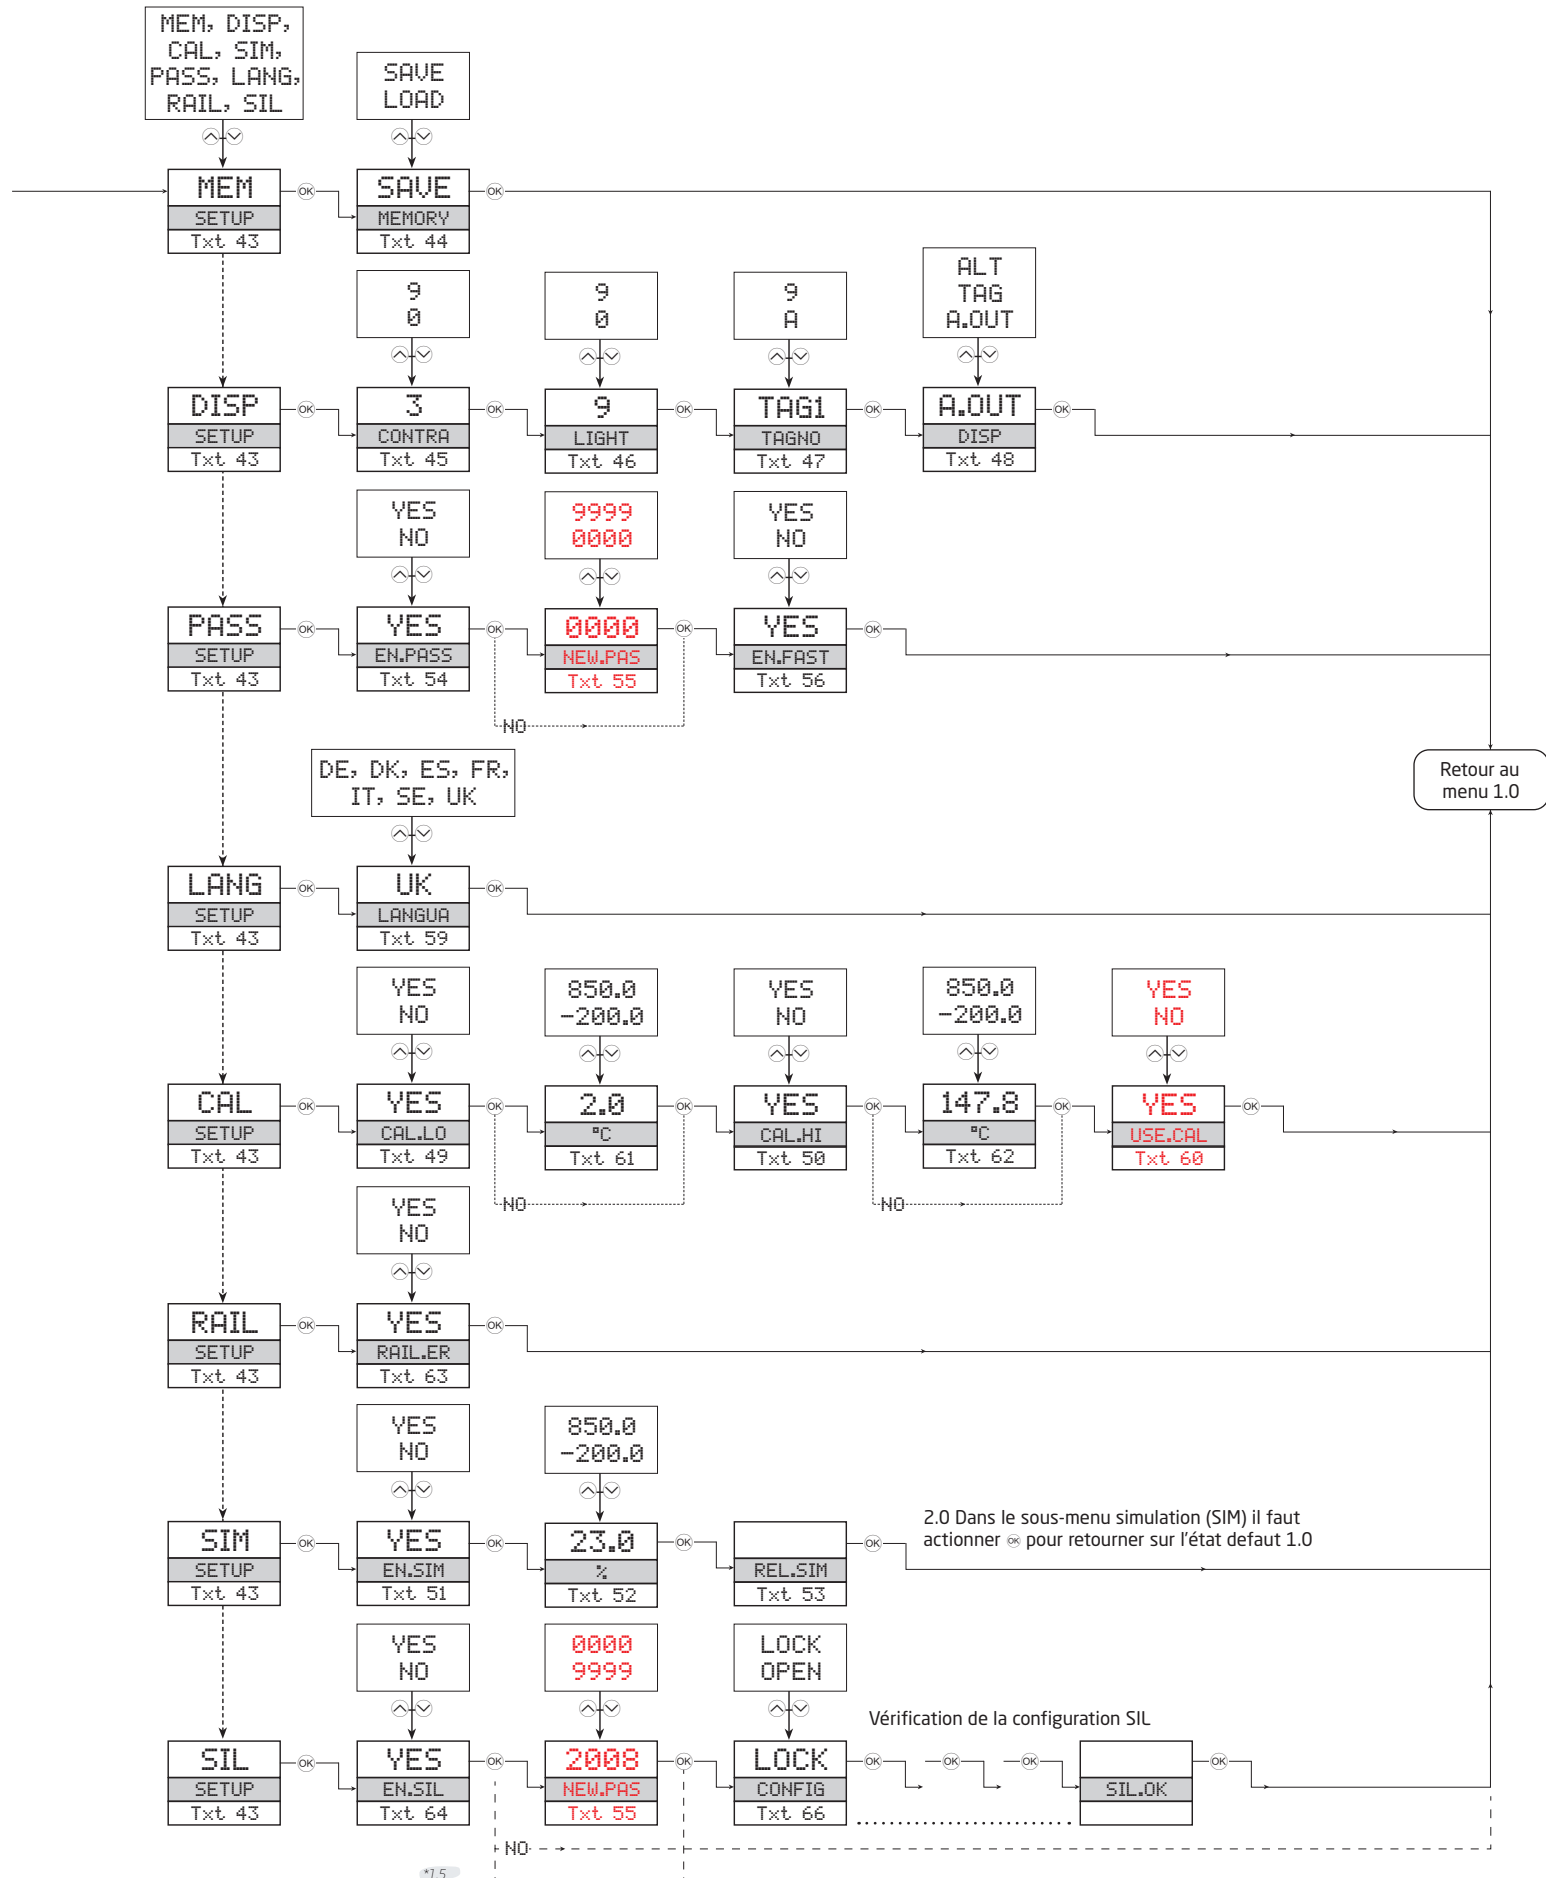 MEM, DISP,
CAL, SIM,
PASS, LANG,
RAIL, SIL
SAVE
LOAD
MEM
SETUP
Txt 43
OK
SAVE
MEMORY
Txt 44
OK
9
0
9
0
9
A
ALT
TAG
A.OUT
DISP
SETUP
Txt 43
OK
3
CONTRA
Txt 45
OK
9
LIGHT
Txt 46
OK
TAG1
TAGNO
Txt 47
OK
A.OUT
DISP
Txt 48
OK
YES
NO
9999
0000
YES
NO
PASS
SETUP
Txt 43
OK
YES
EN.PASS
Txt 54
OK
0000
NEW.PAS
Txt 55
OK
YES
EN.FAST
Txt 56
OK
NO
DE, DK, ES, FR,
IT, SE, UK
Retour au
menu 1.0
LANG
SETUP
Txt 43
OK
UK
LANGUA
Txt 59
OK
YES
NO
850.0
-200.0
YES
NO
850.0
-200.0
YES
NO
CAL
SETUP
Txt 43
OK
YES
CAL.LO
Txt 49
OK
2.0
°C
Txt 61
OK
YES
CAL.HI
Txt 50
OK
147.8
°C
Txt 62
OK
YES
USE.CAL
Txt 60
OK
NO
NO
YES
NO
RAIL
SETUP
Txt 43
OK
YES
RAIL.ER
Txt 63
OK
YES
NO
850.0
-200.0
2.0 Dans le sous-menu simulation (SIM) il faut
actionner OK pour retourner sur l'état defaut 1.0
SIM
SETUP
Txt 43
OK
YES
EN.SIM
Txt 51
OK
23.0
%
Txt 52
OK
REL.SIM
Txt 53
OK
YES
NO
0000
9999
LOCK
OPEN
Vérification de la configuration SIL
SIL
SETUP
Txt 43
OK
YES
EN.SIL
Txt 64
OK
2008
NEW.PAS
Txt 55
OK
LOCK
CONFIG
Txt 66
OK
OK
OK
SIL.OK
OK
NO
*1.5